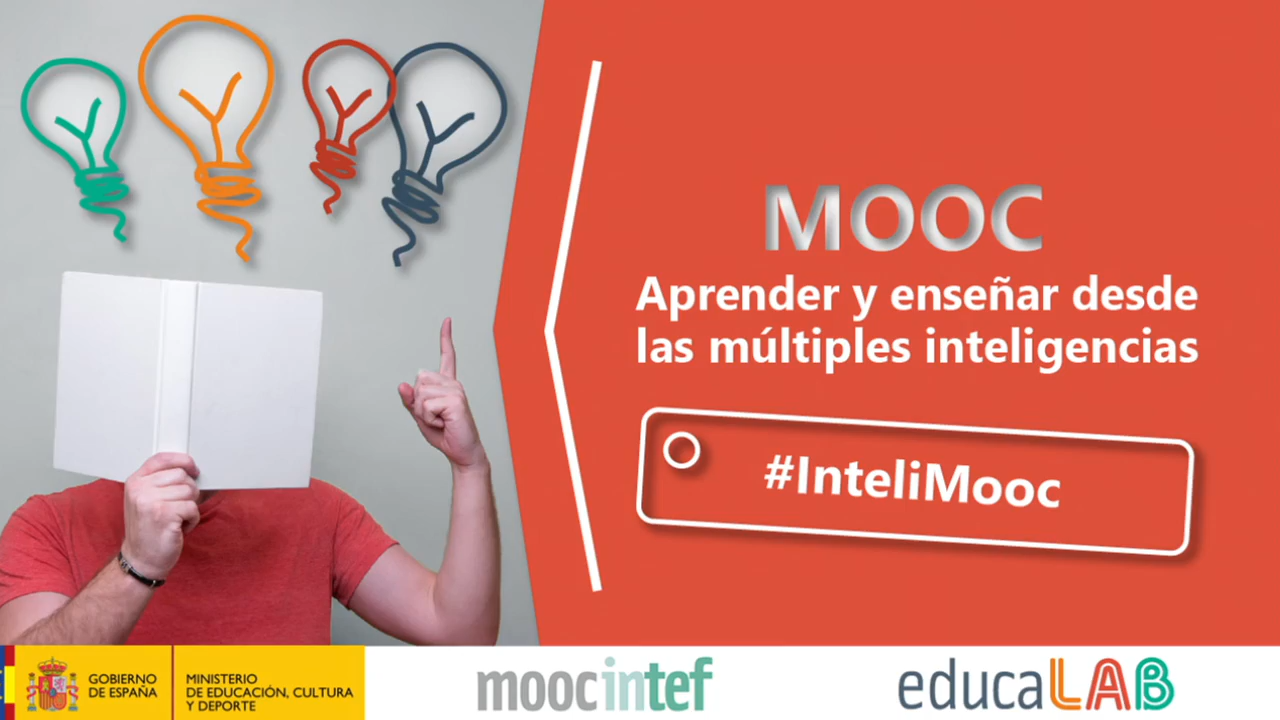 MOOC
Aprender y enseñar desde
las múltiples inteligencias
#InteliMooc
GOBIERNO
DE ESPAÑA
MINISTERIO
DE EDUCACIÓN, CULTURA
Y DEPORTE
moocintef
educaLAB